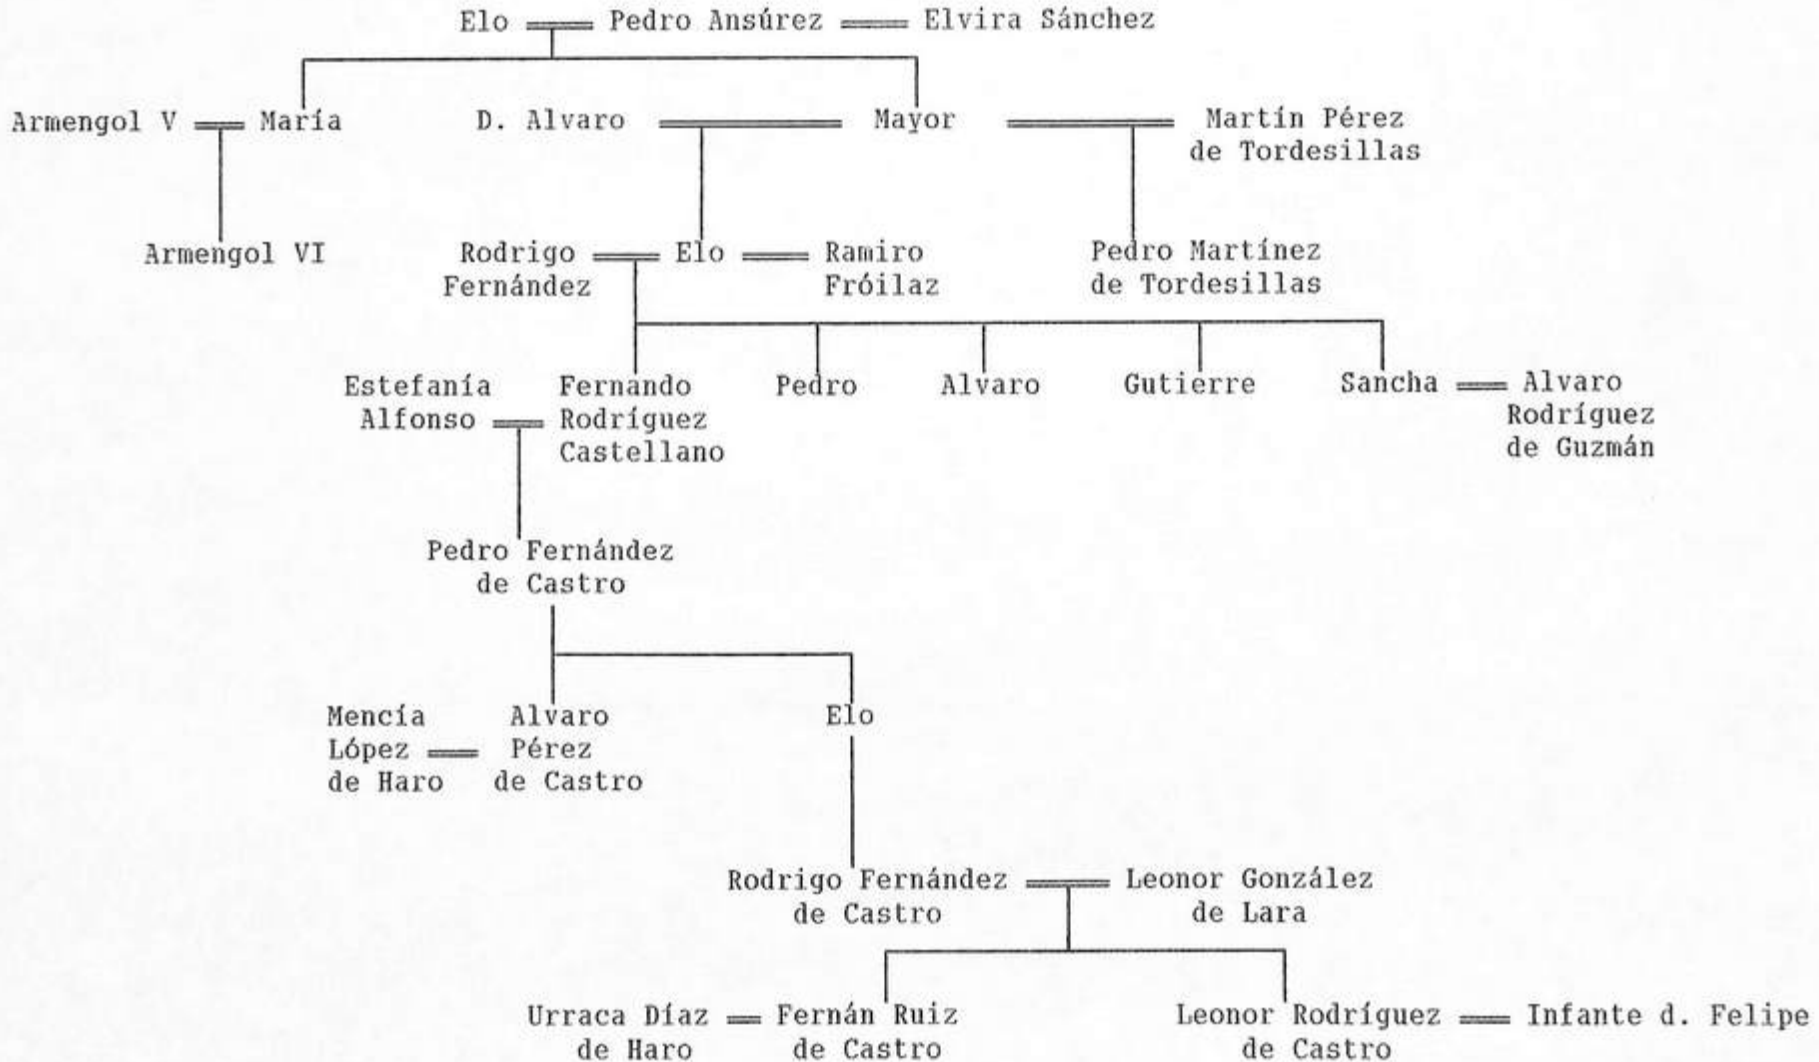 Elo Pedro Ansúrez Elvira Sánchez
Armengol V María D. Alvaro Mayor Martín Pérez
de Tordesillas
Armengol VI Rodrigo Elo Ramiro Pedro Martínez
Fernández Fróilaz de Tordesillas
Estefanía Fernando Pedro Alvaro Gutierre Sancha Alvaro
Alfonso Rodríguez Rodríguez
Castellano de Guzmán
Pedro Fernández
de Castro
Mencía Alvaro Elo
López Pérez
de Haro de Castro
Rodrigo Fernández Leonor González
de Castro de Lara
Urraca Díaz Fernán Ruiz Leonor Rodríguez Infante d. Felipe
de Haro de Castro de Castro